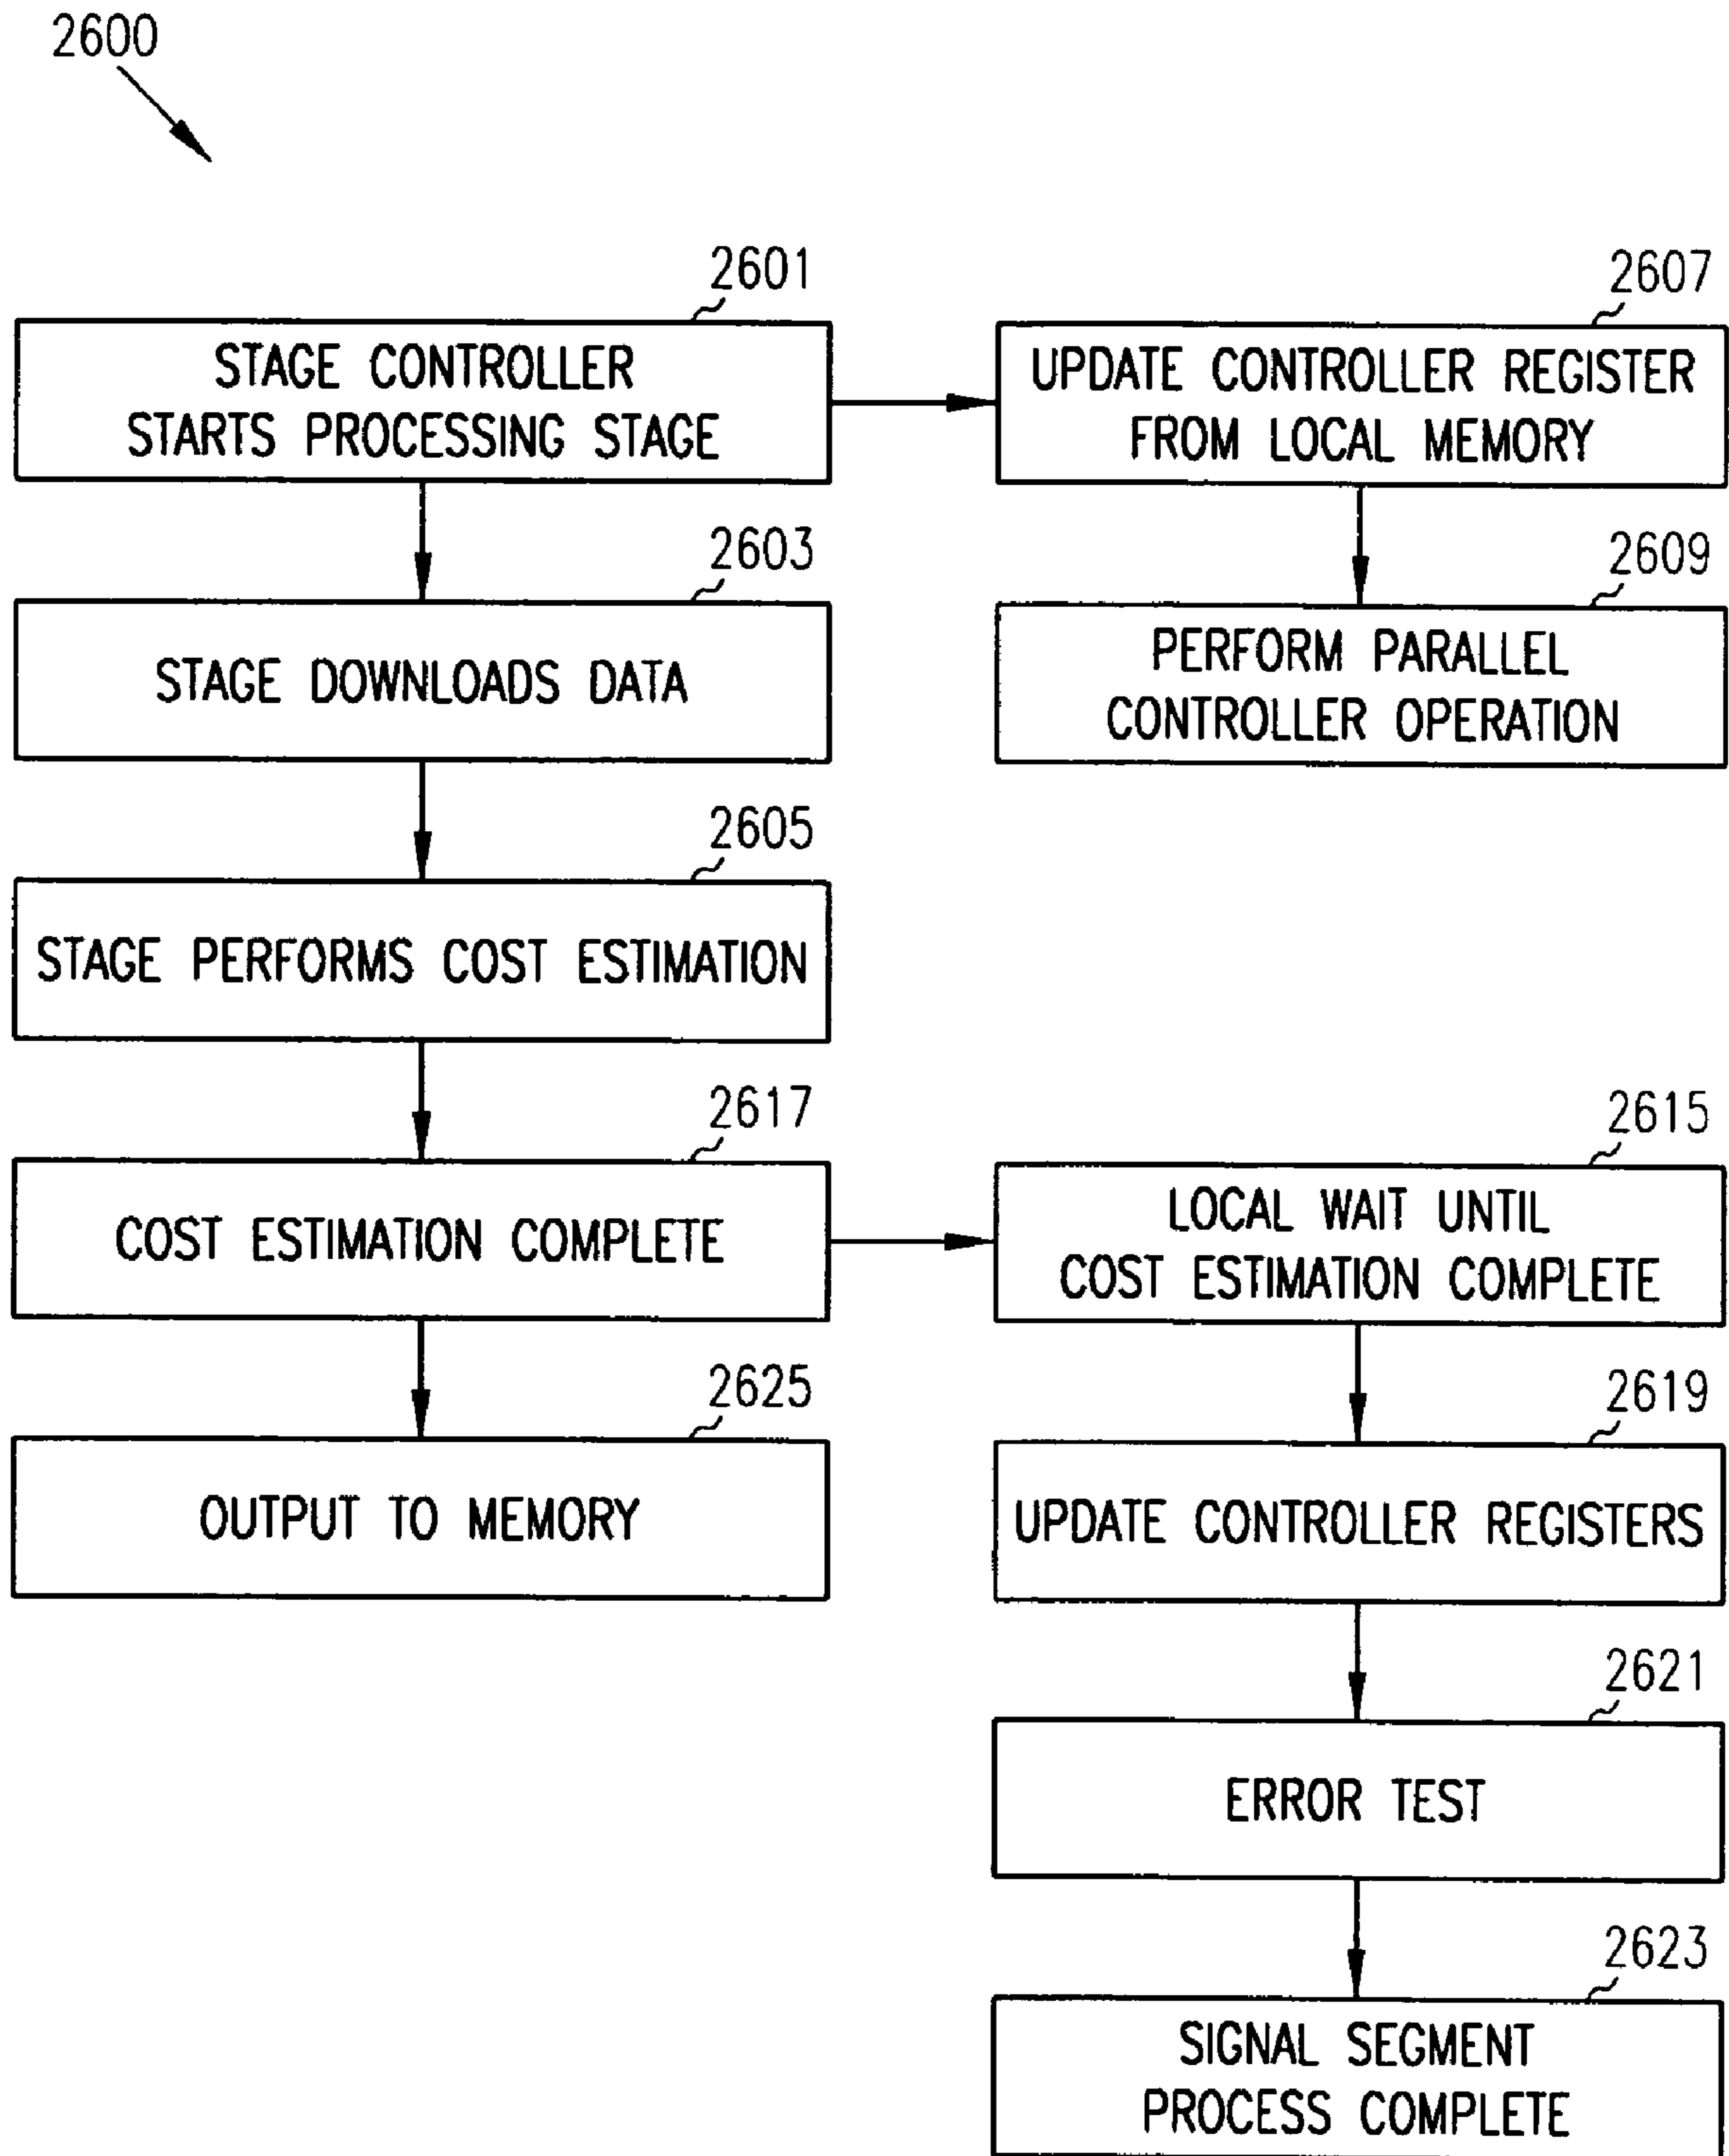 2600
2601
STAGE CONTROLLER
STARTS PROCESSING STAGE
2607
UPDATE CONTROLLER REGISTER
FROM LOCAL MEMORY
2603
STAGE DOWNLOADS DATA
2609
PERFORM PARALLEL
CONTROLLER OPERATION
2605
STAGE PERFORMS COST ESTIMATION
2617
COST ESTIMATION COMPLETE
2615
LOCAL WAIT UNTIL
COST ESTIMATION COMPLETE
2625
OUTPUT TO MEMORY
2619
UPDATE CONTROLLER REGISTERS
2621
ERROR TEST
2623
SIGNAL SEGMENT
PROCESS COMPLETE